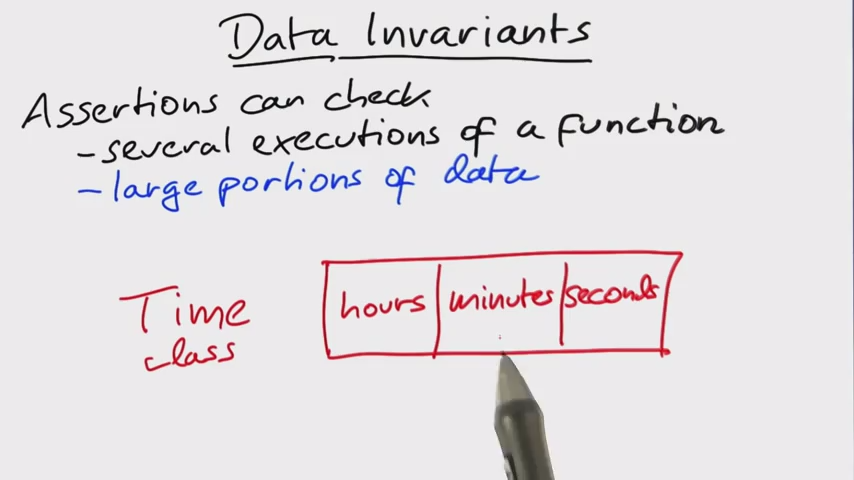 Data Invariants
Assertions can check
- several executions of a function
- large portions of data
Time
class
hours minutes seconds